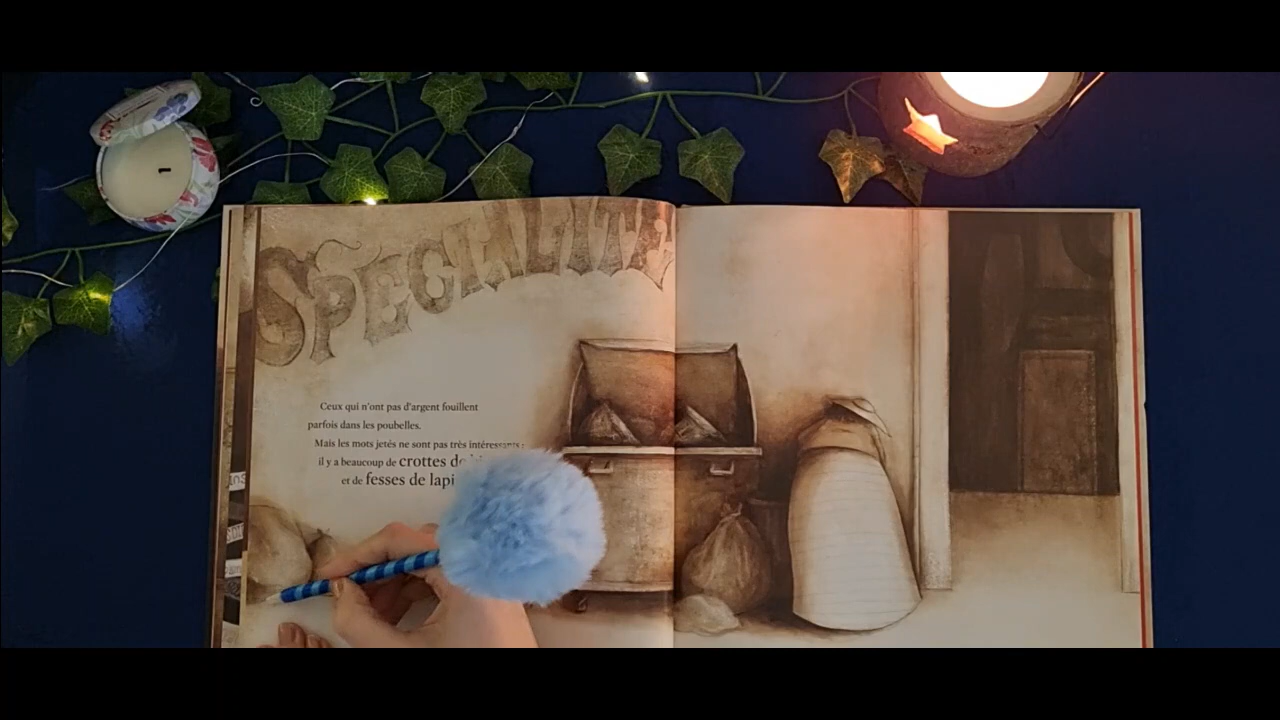 SPECIALITÉ
Ceux qui n'ont pas d'argent fouillent
parfois dans les poubelles.
Mais les mots jetés ne sont pas très intéressants :
il y a beaucoup de crottes de
et de fesses de lapi